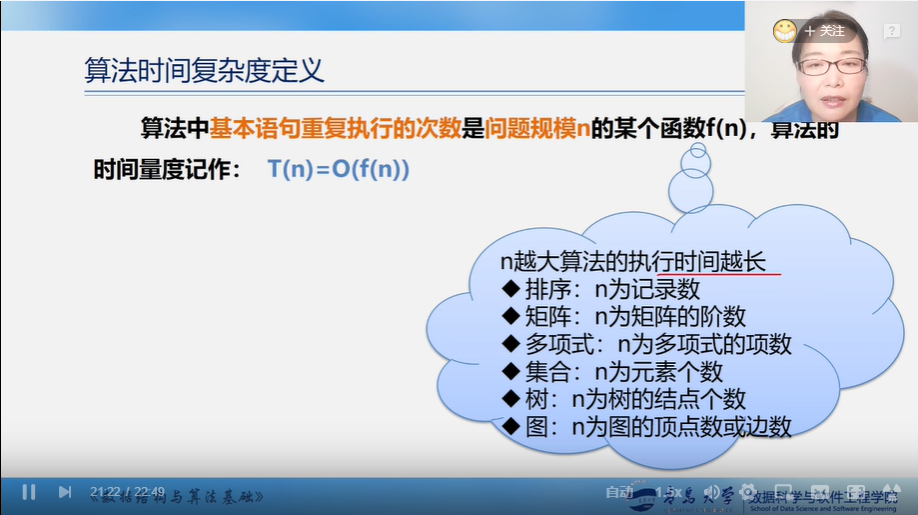 + 关注
?
算法时间复杂度定义
算法中基本语句重复执行的次数是问题规模n的某个函数f(n)，算法的
时间量度记作： T(n)=O(f(n))
n越大算法的执行时间越长
◆ 排序：n为记录数
◆ 矩阵：n为矩阵的阶数
◆ 多项式：n为多项式的项数
◆ 集合：n为元素个数
◆ 树：n为树的结点个数
◆ 图：n为图的顶点数或边数
21:22 / 22:49
《数据结构与算法基础》
自动
1.5x
青岛大学
数据科学与软件工程学院
School of Data Science and Software Engineering